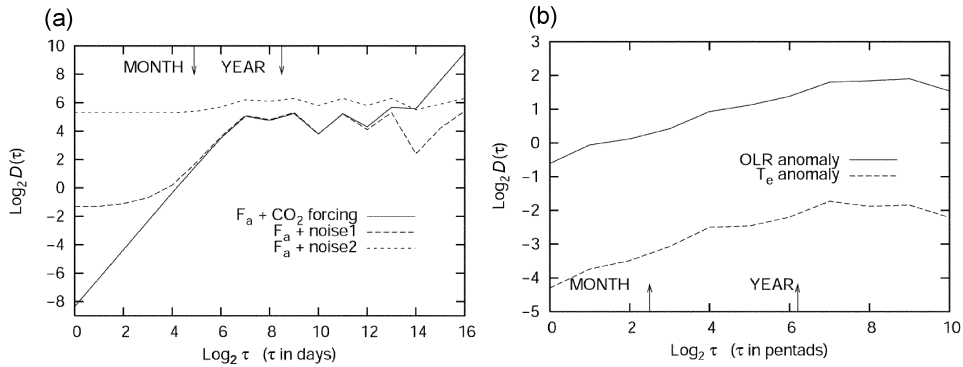 (a)
10
8
6
4
2
0
−2
−4
−6
−8
Log2 D(τ)
MONTH YEAR
Fa + CO2 forcing
Fa + noise1
Fa + noise2
0 2 4 6 8 10 12 14 16
Log2 τ (τ in days)
(b)
3
2
1
0
−1
−2
−3
−4
−5
Log2 D(τ)
OLR anomaly
Te anomaly
MONTH YEAR
0 2 4 6 8 10
Log2 τ (τ in pentads)